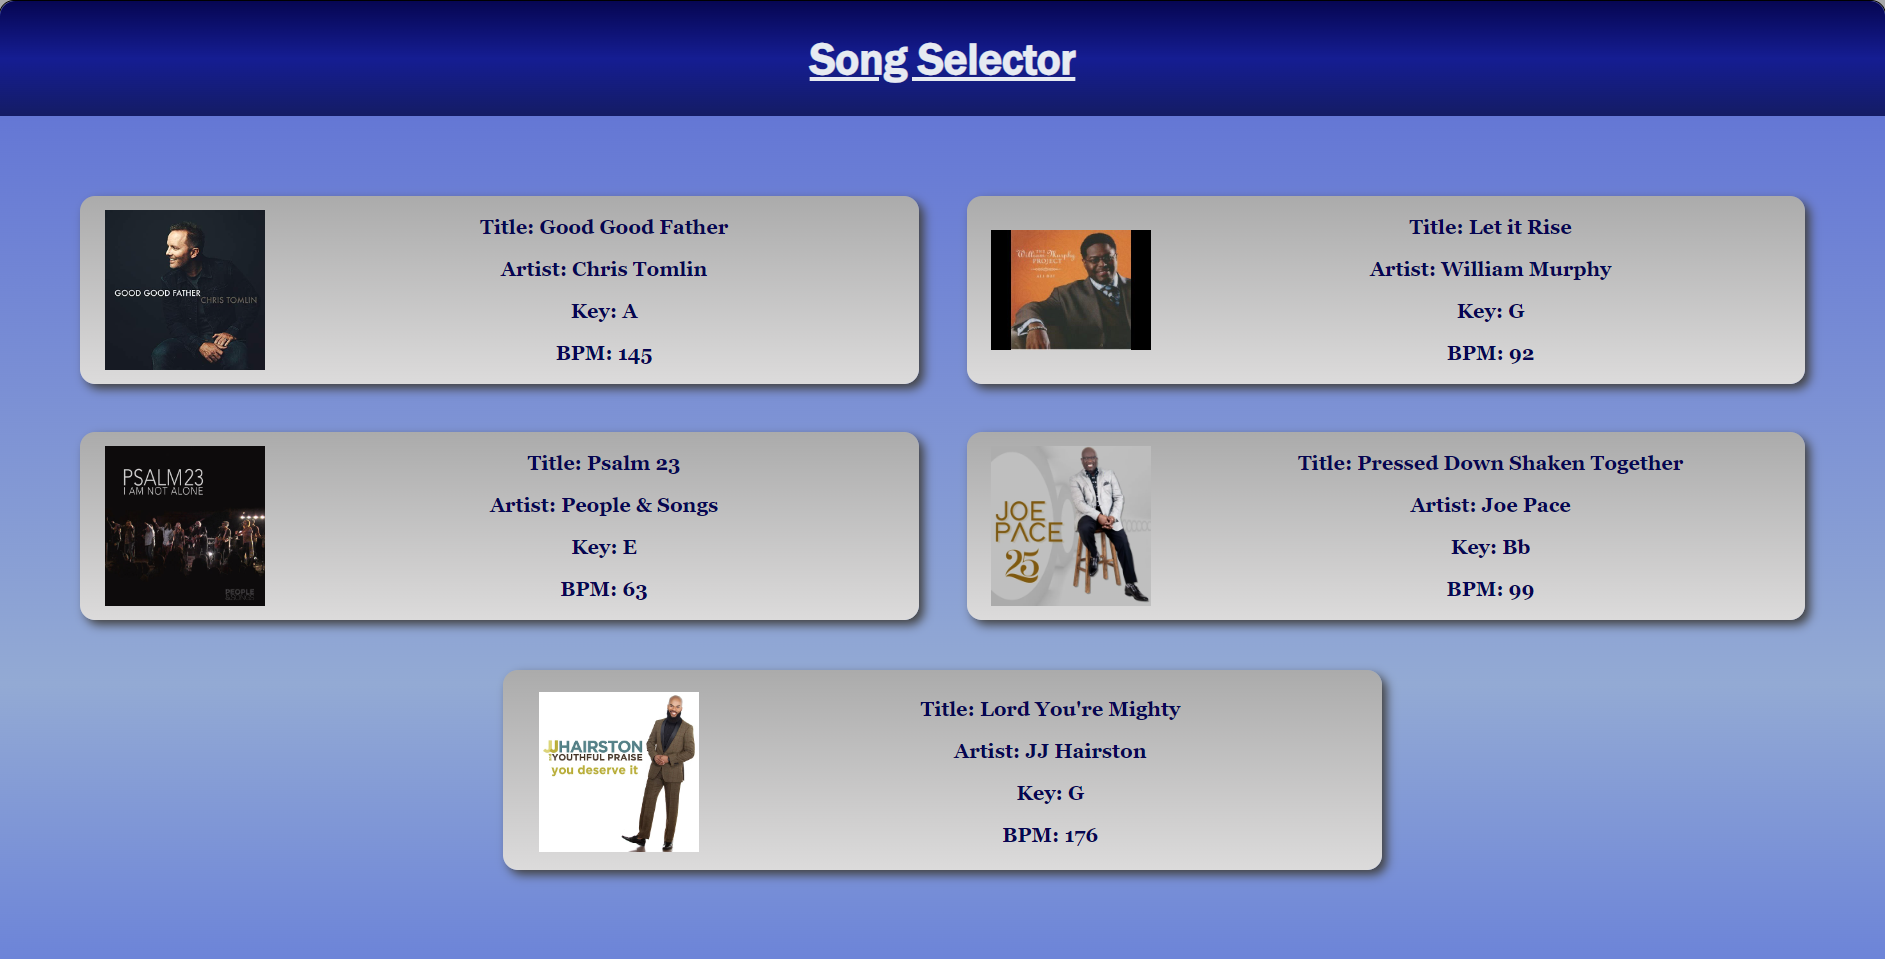 Song Selector
GOOD GOOD FATHER
CHRIS TOMLIN
Title: Good Good Father
Artist: Chris Tomlin
Key: A
BPM: 145
William Murphy
PROJECT
Title: Let it Rise
Artist: William Murphy
Key: G
BPM: 92
PSALM 23
I AM NOT ALONE
PEOPLE
Title: Psalm 23
Artist: People & Songs
Key: E
BPM: 63
JOE
PACE
25
Title: Pressed Down Shaken Together
Artist: Joe Pace
Key: Bb
BPM: 99
JJ HAIRSTON
YOUTHFUL PRAISE
you deserve it
Title: Lord You're Mighty
Artist: JJ Hairston
Key: G
BPM: 176